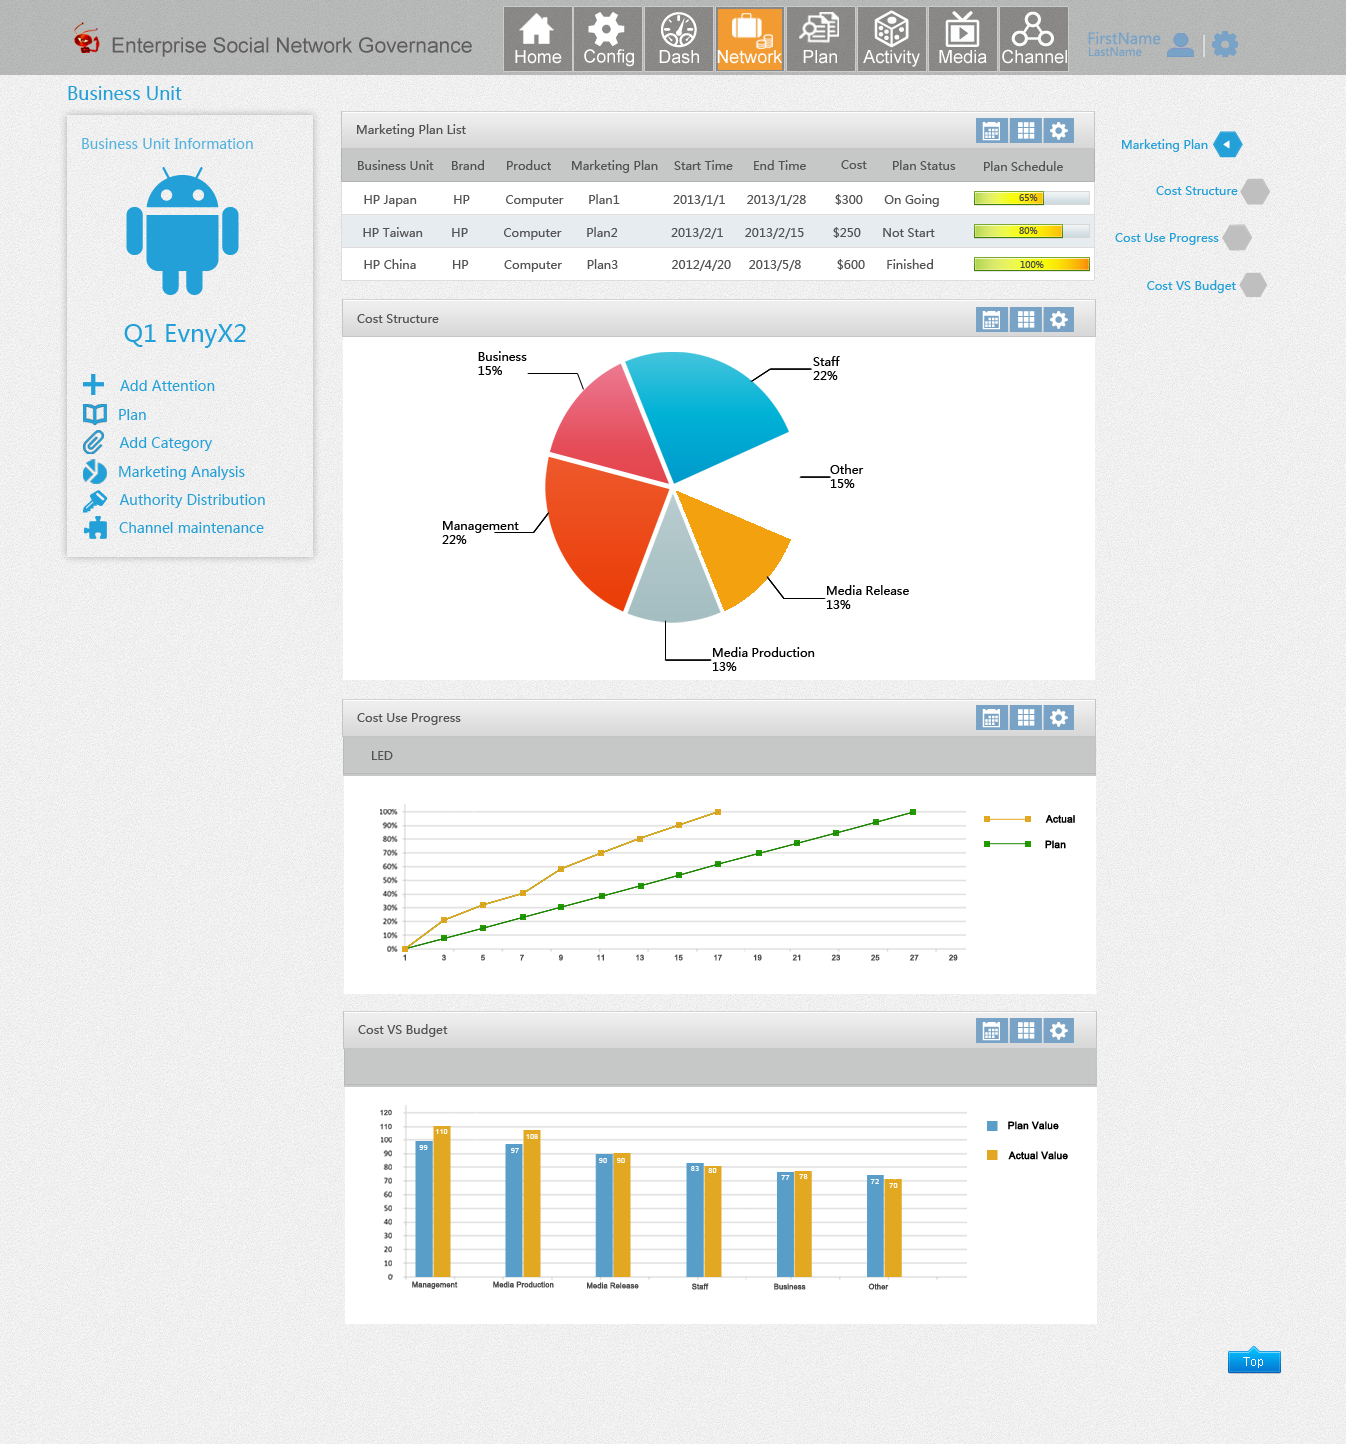 Enterprise Social Network Governance
Home
Config
Dash
Network
Plan
Activity
Media
Channel
FirstName
LastName
Business Unit
Business Unit Information
Q1 EvnyX2
Add Attention
Plan
Add Category
Marketing Analysis
Authority Distribution
Channel maintenance
Marketing Plan List
Business Unit Brand Product Marketing Plan Start Time End Time Cost Plan Status Plan Schedule
HP Japan HP Computer Plan1 2013/1/1 2013/1/28 $300 On Going 65%
HP Taiwan HP Computer Plan2 2013/2/1 2013/2/15 $250 Not Start 80%
HP China HP Computer Plan3 2012/4/20 2013/5/8 $600 Finished 100%
Marketing Plan
Cost Structure
Cost Use Progress
Cost VS Budget
Cost Structure
Business
15%
Staff
22%
Other
15%
Management
22%
Media Release
13%
Media Production
13%
Cost Use Progress
LED
100%
90%
80%
70%
60%
50%
40%
30%
20%
10%
0%
1 3 5 7 9 11 13 15 17 19 21 23 25 27 29
Actual
Plan
Cost VS Budget
120
110
100
90
80
70
60
50
40
30
20
10
0
99 110 97 108 90 90 83 80 77 78 72 70
Management Media Production Media Release Staff Business Other
Plan Value
Actual Value
Top